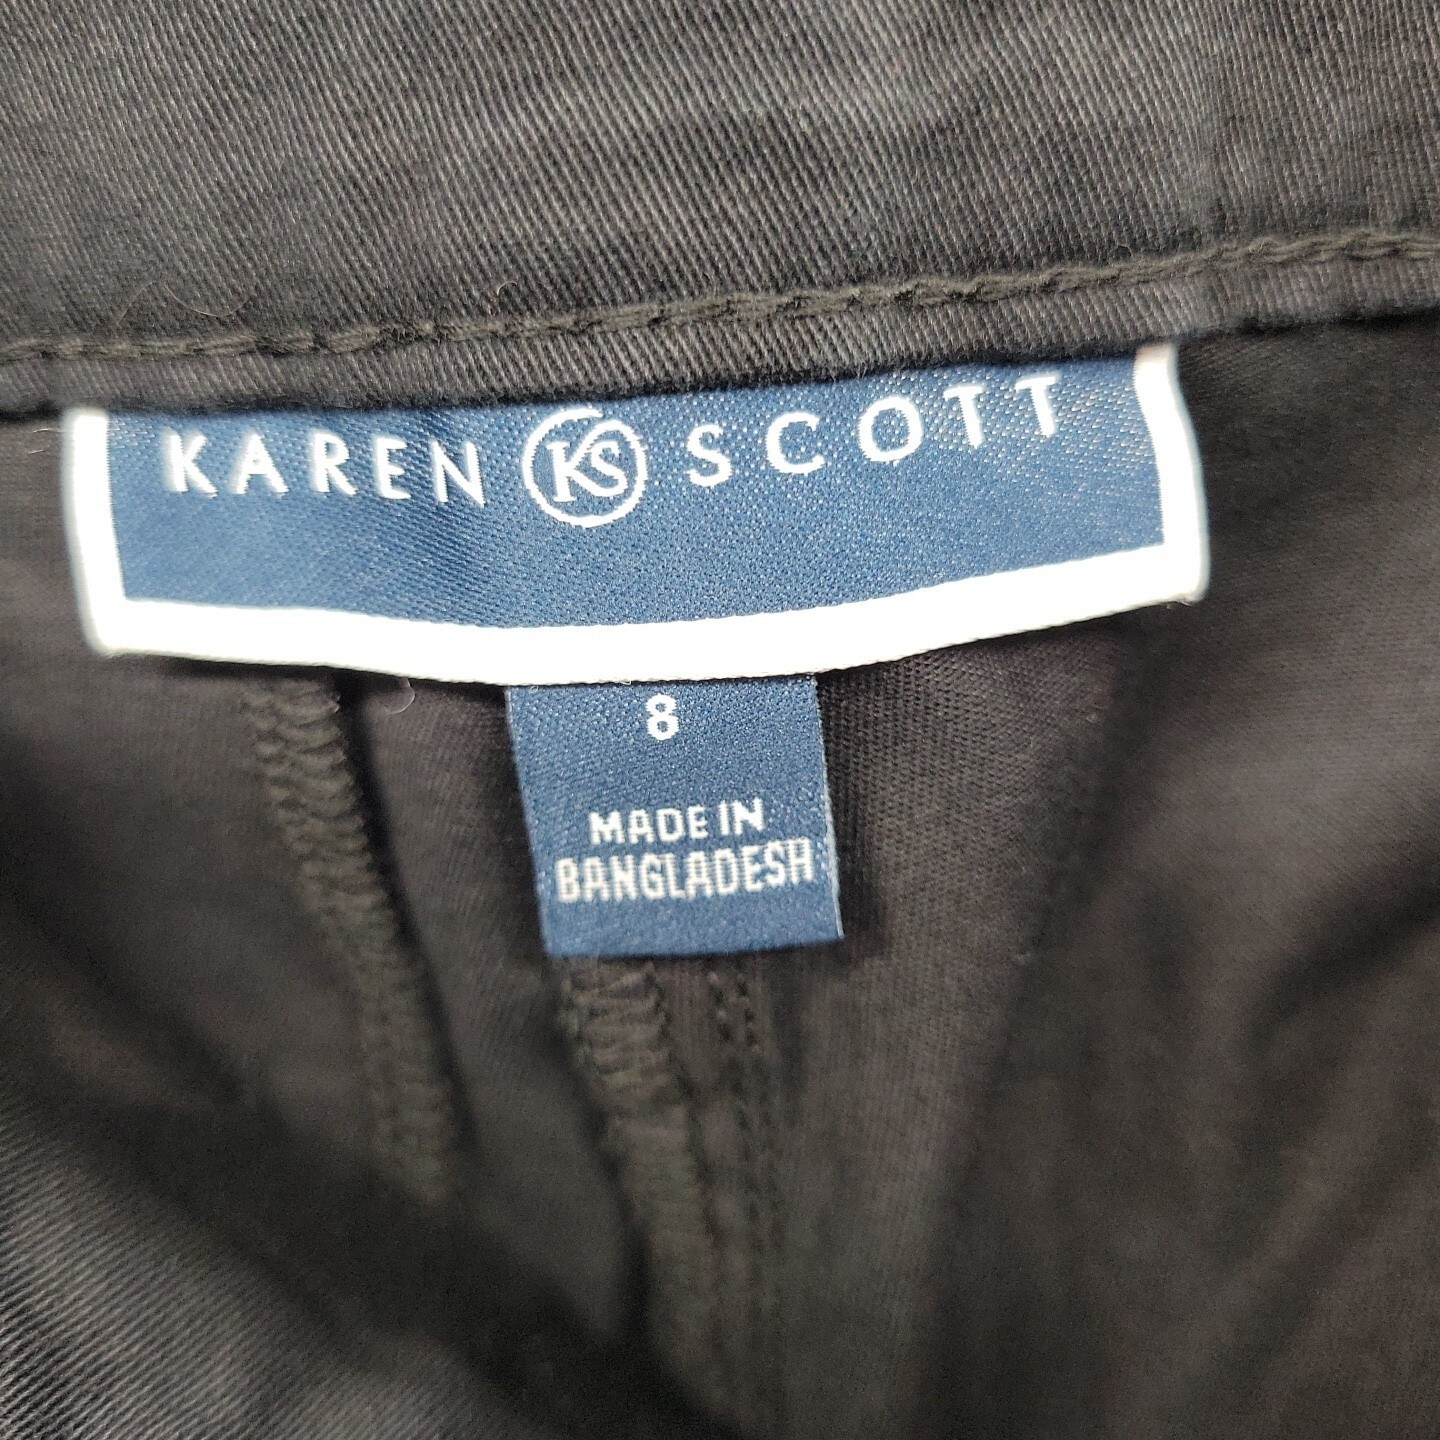 KAREN KS SCOTT
8
MADE IN
BANGLADESH